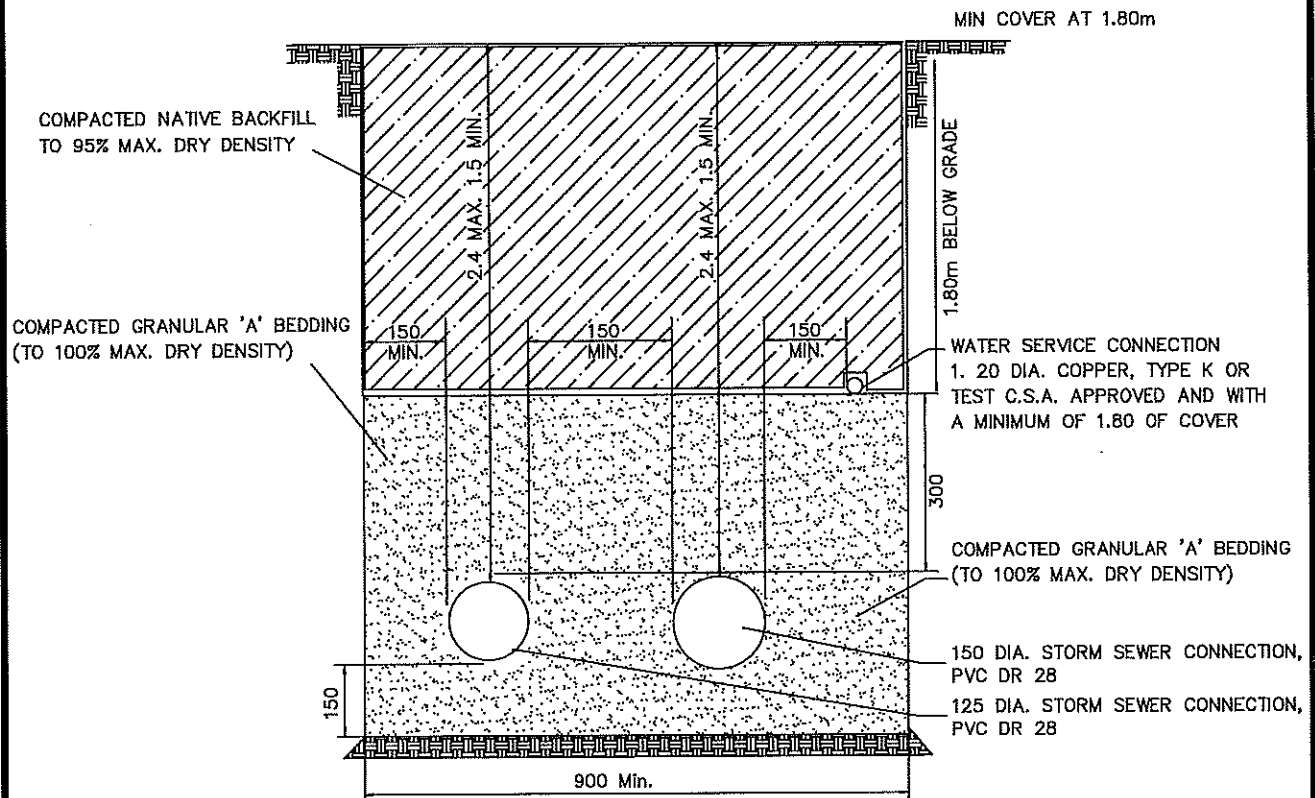 MIN COVER AT 1.80m
COMPACTED NATIVE BACKFILL
TO 95% MAX. DRY DENSITY
2.4 MAX. 1.5 MIN.
2.4 MAX. 1.5 MIN.
1.80m BELOW GRADE
COMPACTED GRANULAR 'A' BEDDING
(TO 100% MAX. DRY DENSITY)
150
MIN.
150
MIN.
150
MIN.
WATER SERVICE CONNECTION
1. 20 DIA. COPPER, TYPE K OR
TEST C.S.A. APPROVED AND WITH
A MINIMUM OF 1.80 OF COVER
300
COMPACTED GRANULAR 'A' BEDDING
(TO 100% MAX. DRY DENSITY)
150 DIA. STORM SEWER CONNECTION,
PVC DR 28
125 DIA. STORM SEWER CONNECTION,
PVC DR 28
150
900 Min.